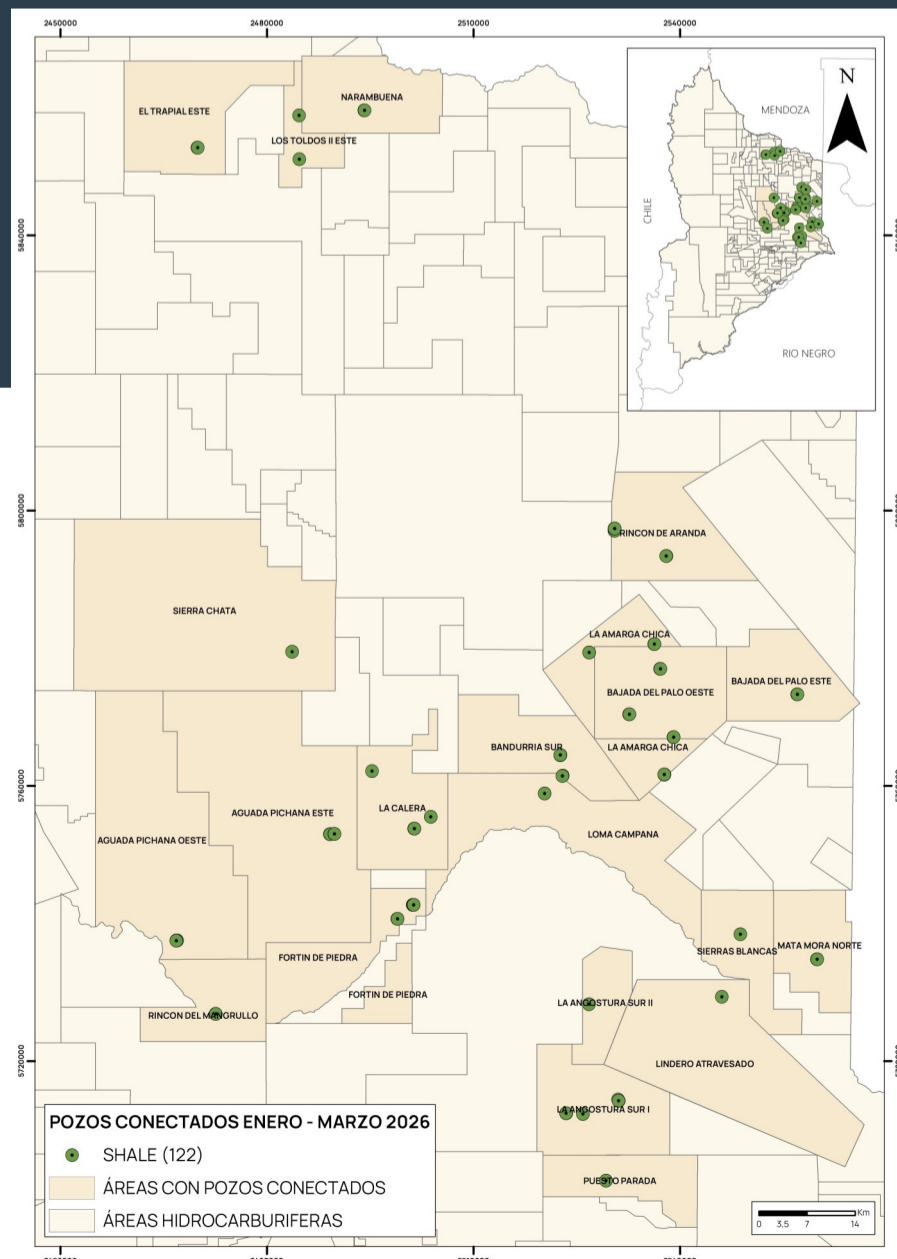 2450000 2480000 2510000 2540000
N
MENDOZA
CHILE
RIO NEGRO
NARAMBUENA
EL TRAPIAL ESTE
LOS TOLDOS II ESTE
5840000
5800000
RINCON DE ARANDA
SIERRA CHATA
LA AMARGA CHICA
BAJADA DEL PALO ESTE
BAJADA DEL PALO OESTE
BANDURRIA SUR
LA AMARGA CHICA
5760000
LA CALERA
AGUADA PICHANA ESTE
LOMA CAMPANA
AGUADA PICHANA OESTE
MATA MORA NORTE
SIERRAS BLANCAS
FORTIN DE PIEDRA
FORTIN DE PIEDRA
LA ANGOSTURA SUR II
RINCON DEL MANGRULLO
5720000
LINDERO ATRAVESADO
LA ANGOSTURA SUR I
PUESTO PARADA
POZOS CONECTADOS ENERO - MARZO 2026
SHALE (122)
ÁREAS CON POZOS CONECTADOS
ÁREAS HIDROCARBURIFERAS
Km
0 3,5 7 14